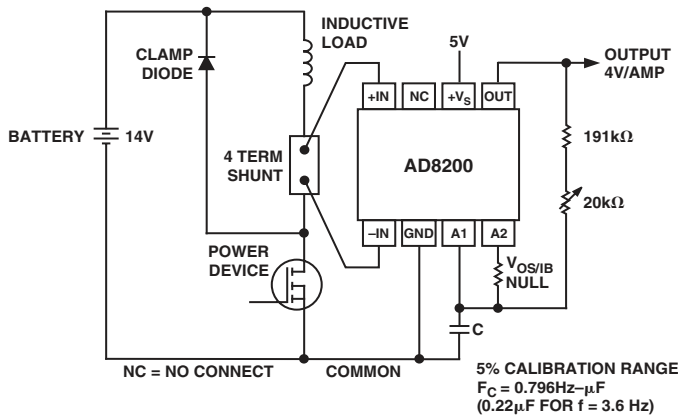 INDUCTIVE
LOAD
CLAMP
DIODE
5V
OUTPUT
4V/AMP
+IN
NC
+VS
OUT
BATTERY
14V
4 TERM
SHUNT
AD8200
191kΩ
20kΩ
–IN
GND
A1
A2
POWER
DEVICE
VOS/IB
NULL
C
NC = NO CONNECT
COMMON
5% CALIBRATION RANGE
FC = 0.796Hz–μF
(0.22μF FOR f = 3.6 Hz)